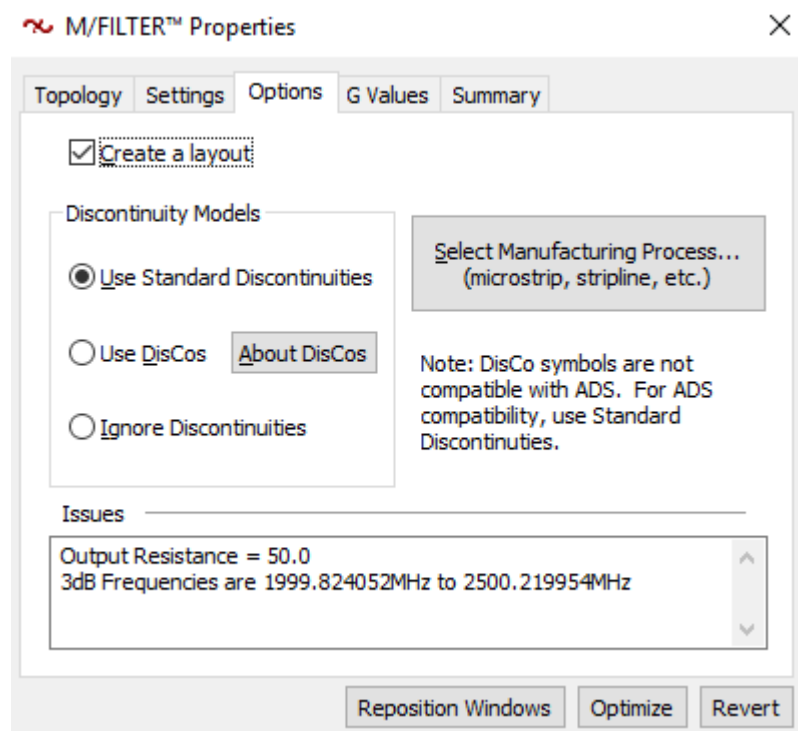 M/FILTER™ Properties
Topology Settings Options G Values Summary
Create a layout
Discontinuity Models
Use Standard Discontinuities
Use DisCos About DisCos
Ignore Discontinuities
Select Manufacturing Process...
(microstrip, stripline, etc.)
Note: DisCo symbols are not
compatible with ADS. For ADS
compatibility, use Standard
Discontinuties.
Issues
Output Resistance = 50.0
3dB Frequencies are 1999.824052MHz to 2500.219954MHz
Reposition Windows Optimize Revert